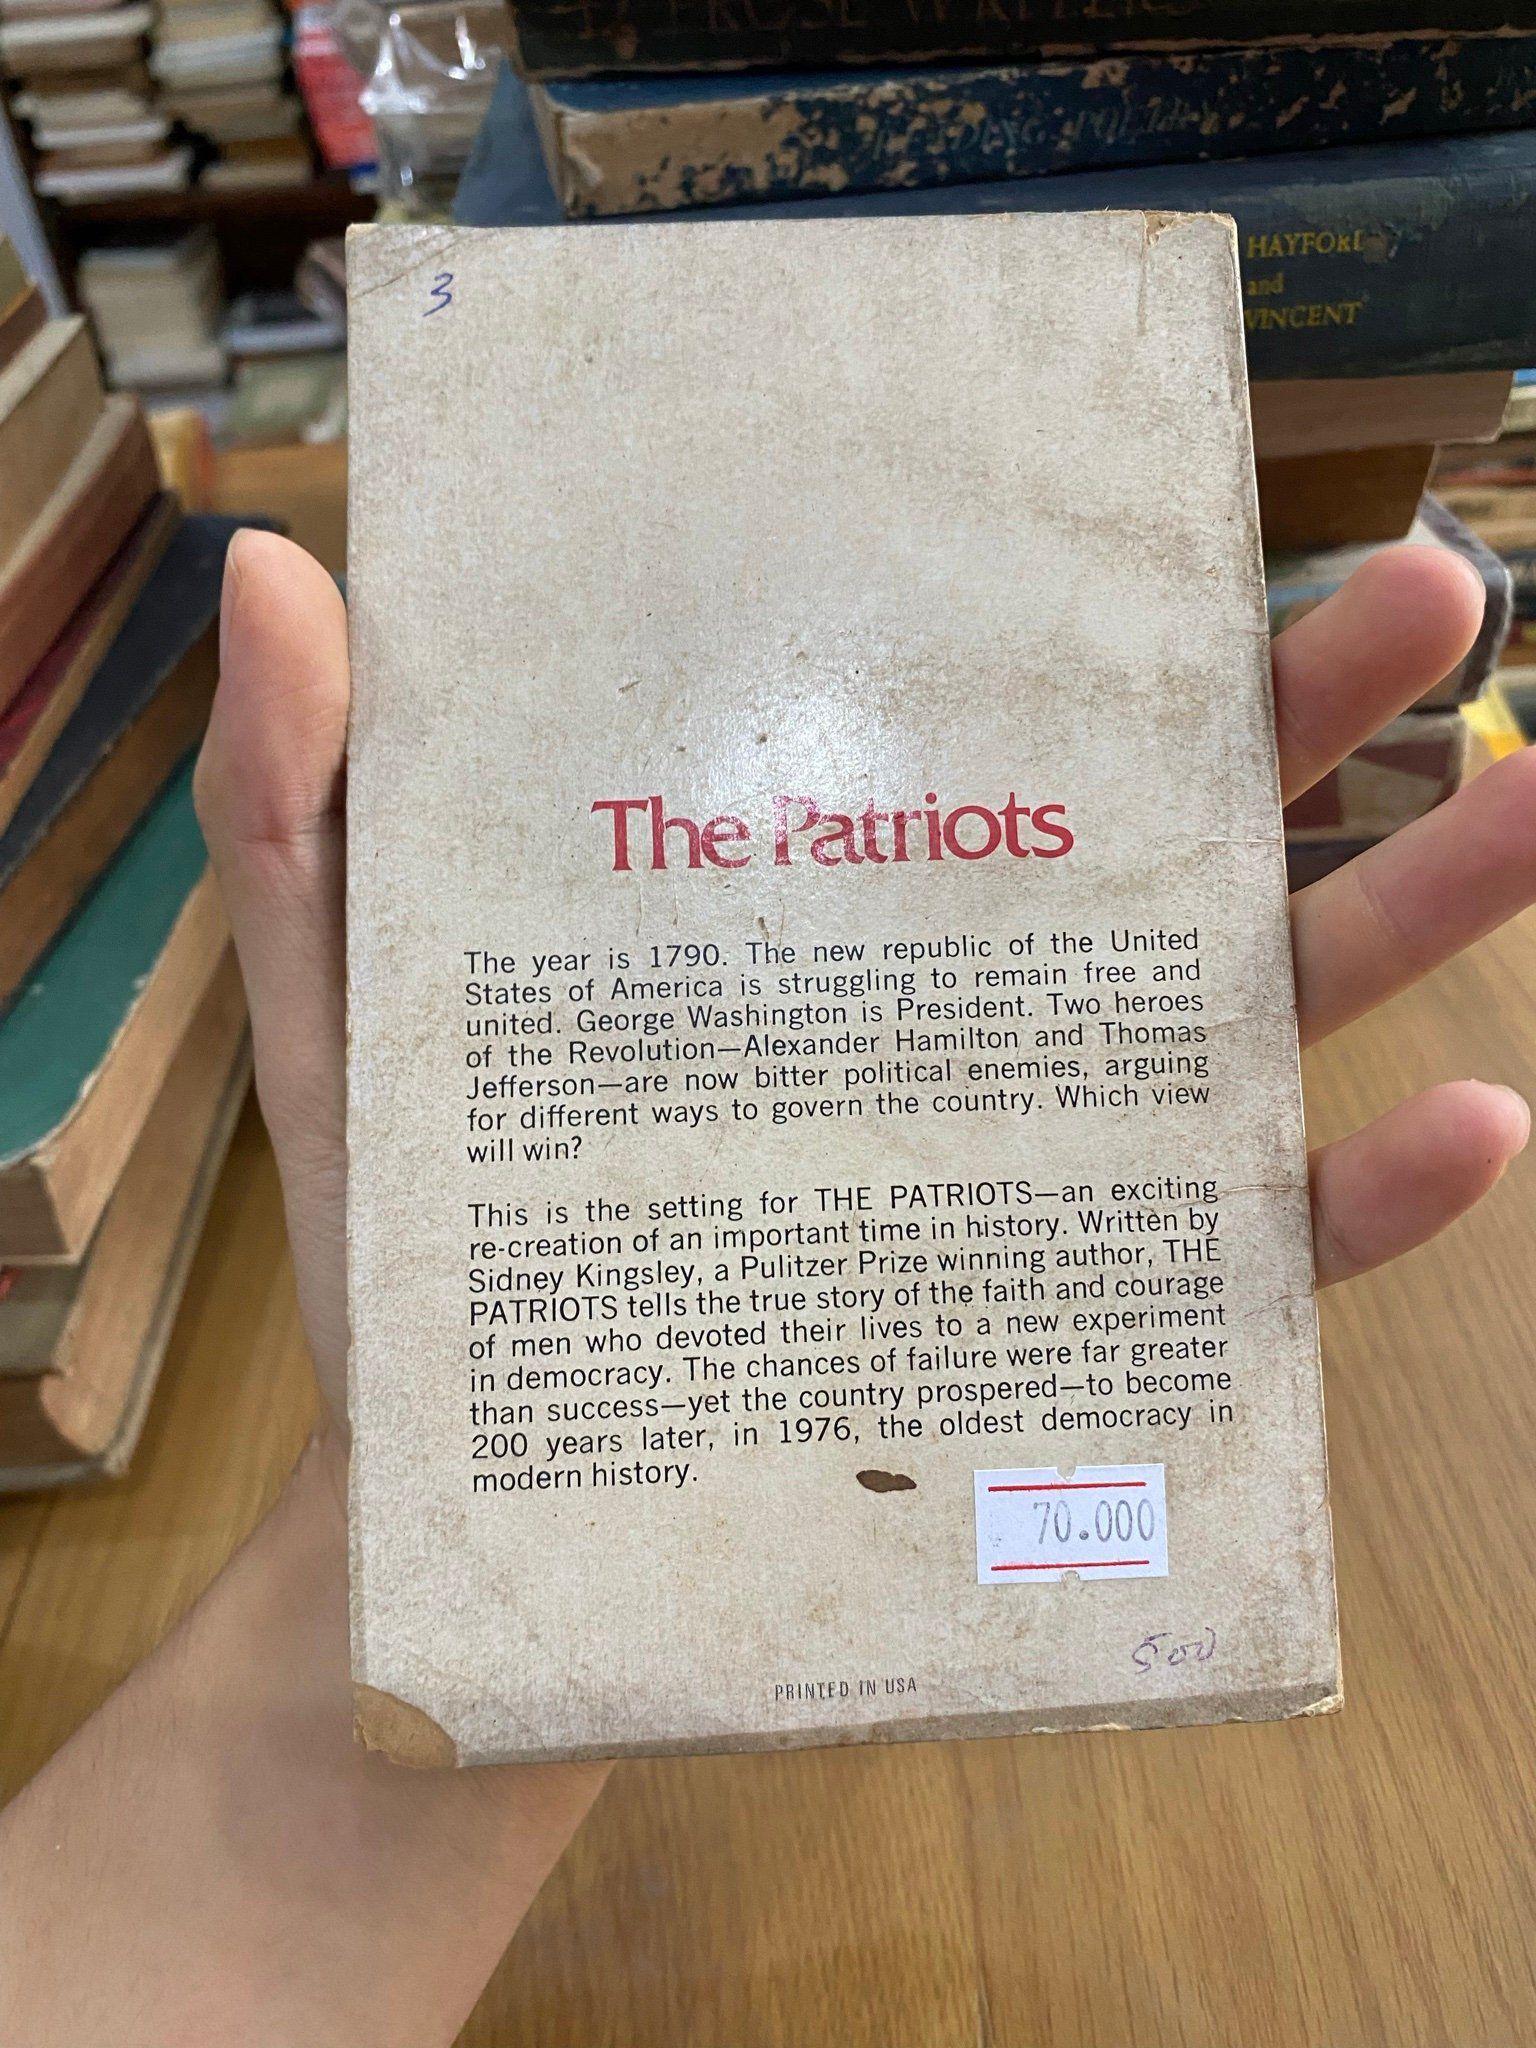 HAYFORD
and
VINCENT
3
The Patriots
The year is 1790. The new republic of the United
States of America is struggling to remain free and
united. George Washington is President. Two heroes
of the Revolution—Alexander Hamilton and Thomas
Jefferson—are now bitter political enemies, arguing
for different ways to govern the country. Which view
will win?
This is the setting for THE PATRIOTS—an exciting
re-creation of an important time in history. Written by
Sidney Kingsley, a Pulitzer Prize winning author, THE
PATRIOTS tells the true story of the faith and courage
of men who devoted their lives to a new experiment
in democracy. The chances of failure were far greater
than success—yet the country prospered—to become
200 years later, in 1976, the oldest democracy in
modern history.
70.000
500
PRINTED IN USA